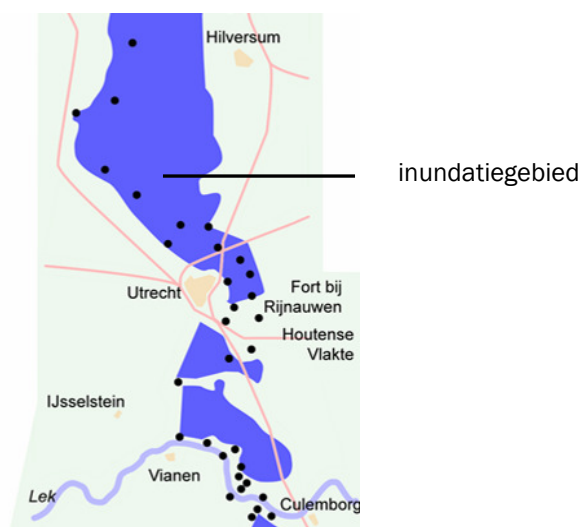 Hilversum
inundatiegebied
Utrecht
Fort bij
Rijnauwen
Houtense
Vlakte
IJsselstein
Vianen
Lek
Culemborg